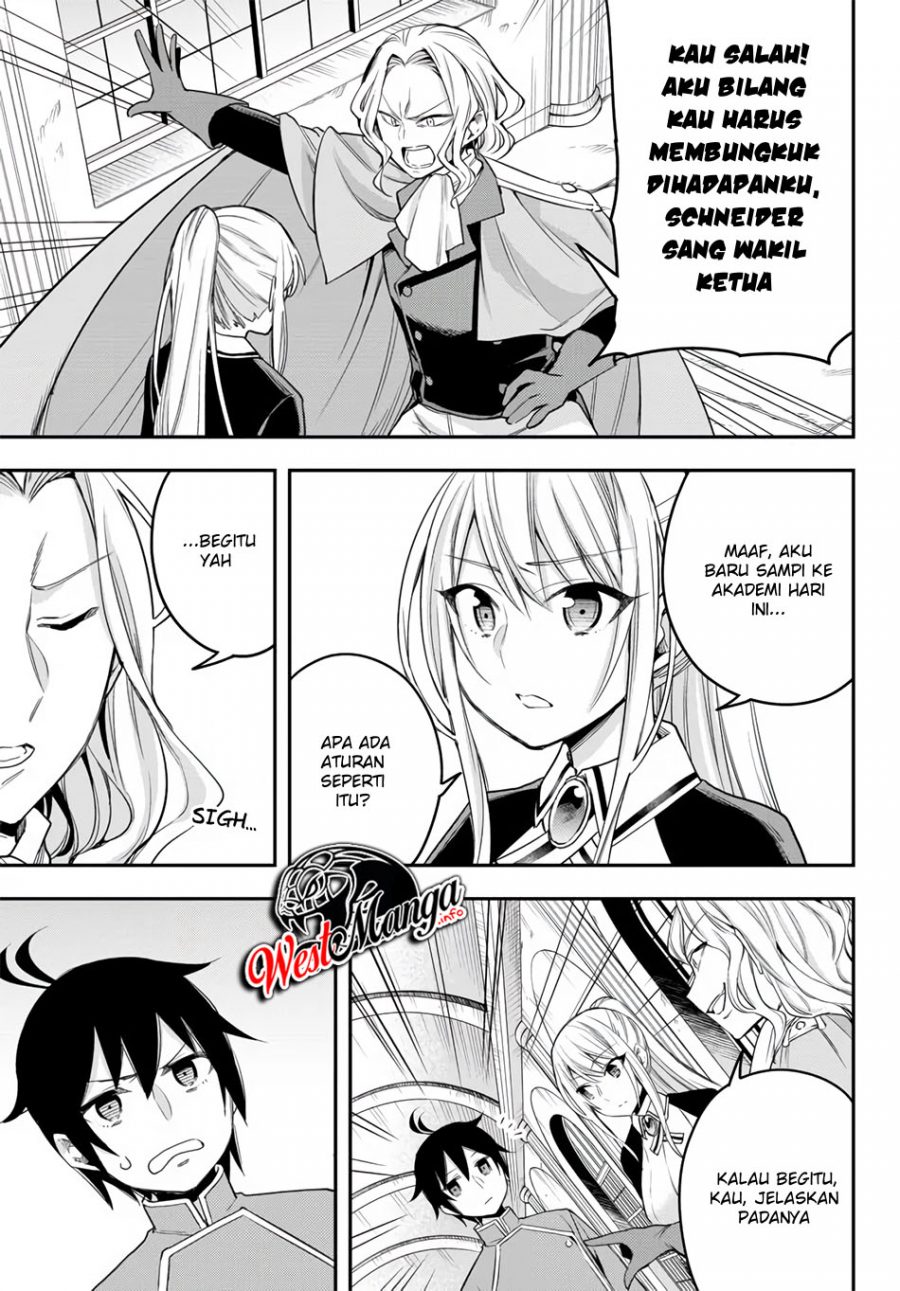 KAU SALAH!
AKU BILANG
KAU HARUS
MEMBUNGKUK
DIHADAPANKU,
SCHNEIDER
SANG WAKIL
KETUA
MAAF, AKU
BARU SAMPI KE
AKADEMI HARI
INI...
APA ADA
ATURAN
SEPERTI
ITU?
...BEGITU
YAH
SIGH...
WestManga
.info
KALAU BEGITU,
KAU, JELASKAN
PADANYA